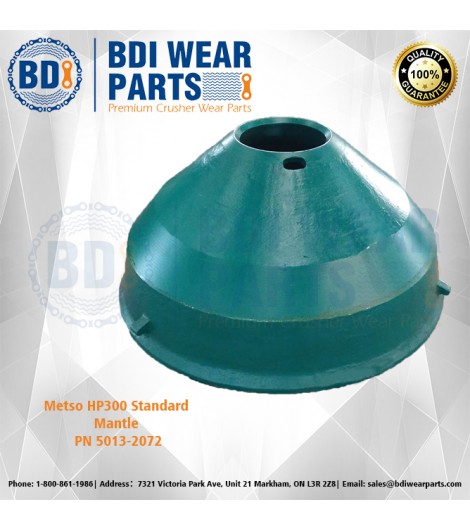 BDI
BDI WEAR
PARTS
Premium Crusher Wear Parts
QUALITY
100%
GUARANTEE
BDI WEAR
Premium Crusher Wear Parts
Metso HP300 Standard
Mantle
PN 5013-2072
Phone: 1-800-861-1986| Address: 7321 Victoria Park Ave, Unit 21 Markham, ON L3R 2Z8| Email: sales@bdiwearparts.com